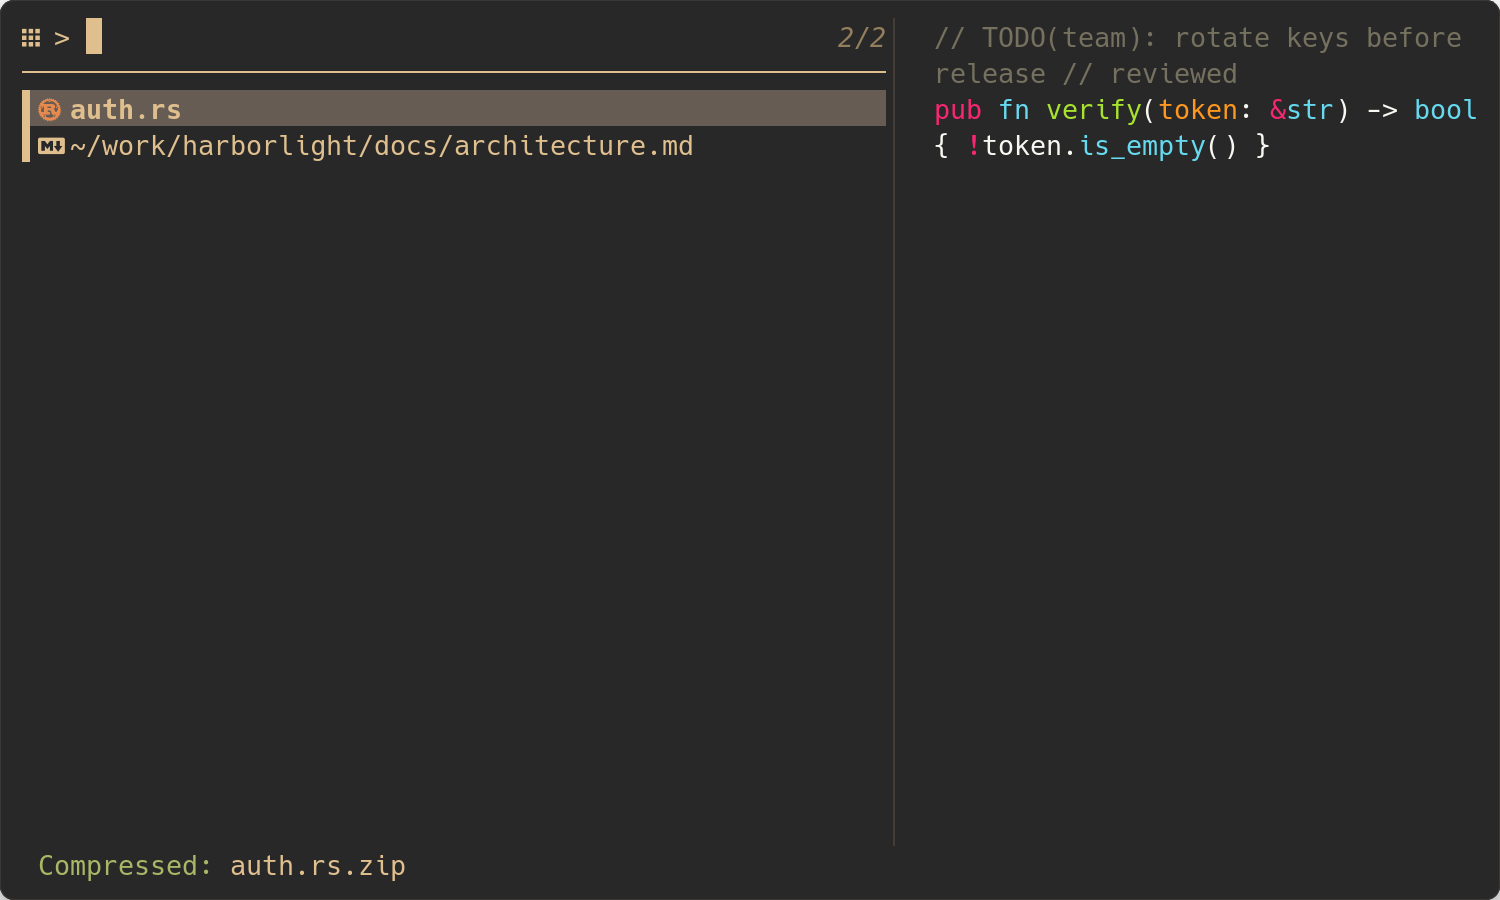 > 2/2
auth.rs
~/work/harborlight/docs/architecture.md
// TODO(team): rotate keys before
release // reviewed
pub fn verify(token: &str) -> bool
{ !token.is_empty() }
Compressed: auth.rs.zip